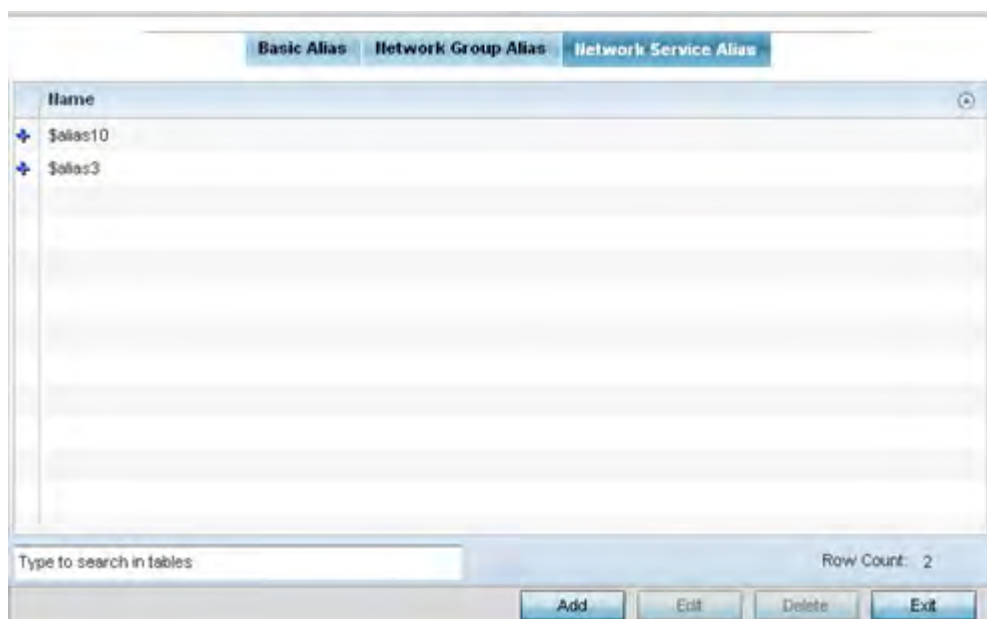 Basic Alias Network Group Alias Network Service Alias
Name
$alias10
$alias3
Type to search in tables
Row Count: 2
Add Edit Delete Exit